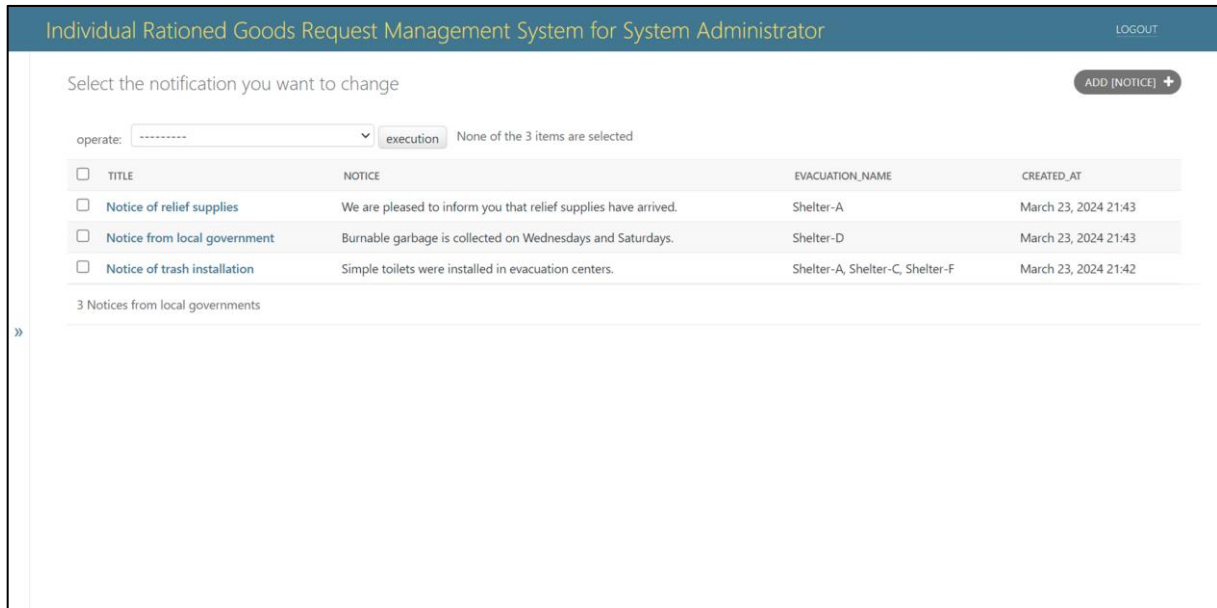 Individual Rationed Goods Request Management System for System Administrator LOGOUT
Select the notification you want to change ADD [NOTICE] +
operate: --------- execution None of the 3 items are selected
TITLE NOTICE EVACUATION_NAME CREATED_AT
Notice of relief supplies We are pleased to inform you that relief supplies have arrived. Shelter-A March 23, 2024 21:43
Notice from local government Burnable garbage is collected on Wednesdays and Saturdays. Shelter-D March 23, 2024 21:43
Notice of trash installation Simple toilets were installed in evacuation centers. Shelter-A, Shelter-C, Shelter-F March 23, 2024 21:42
3 Notices from local governments
»